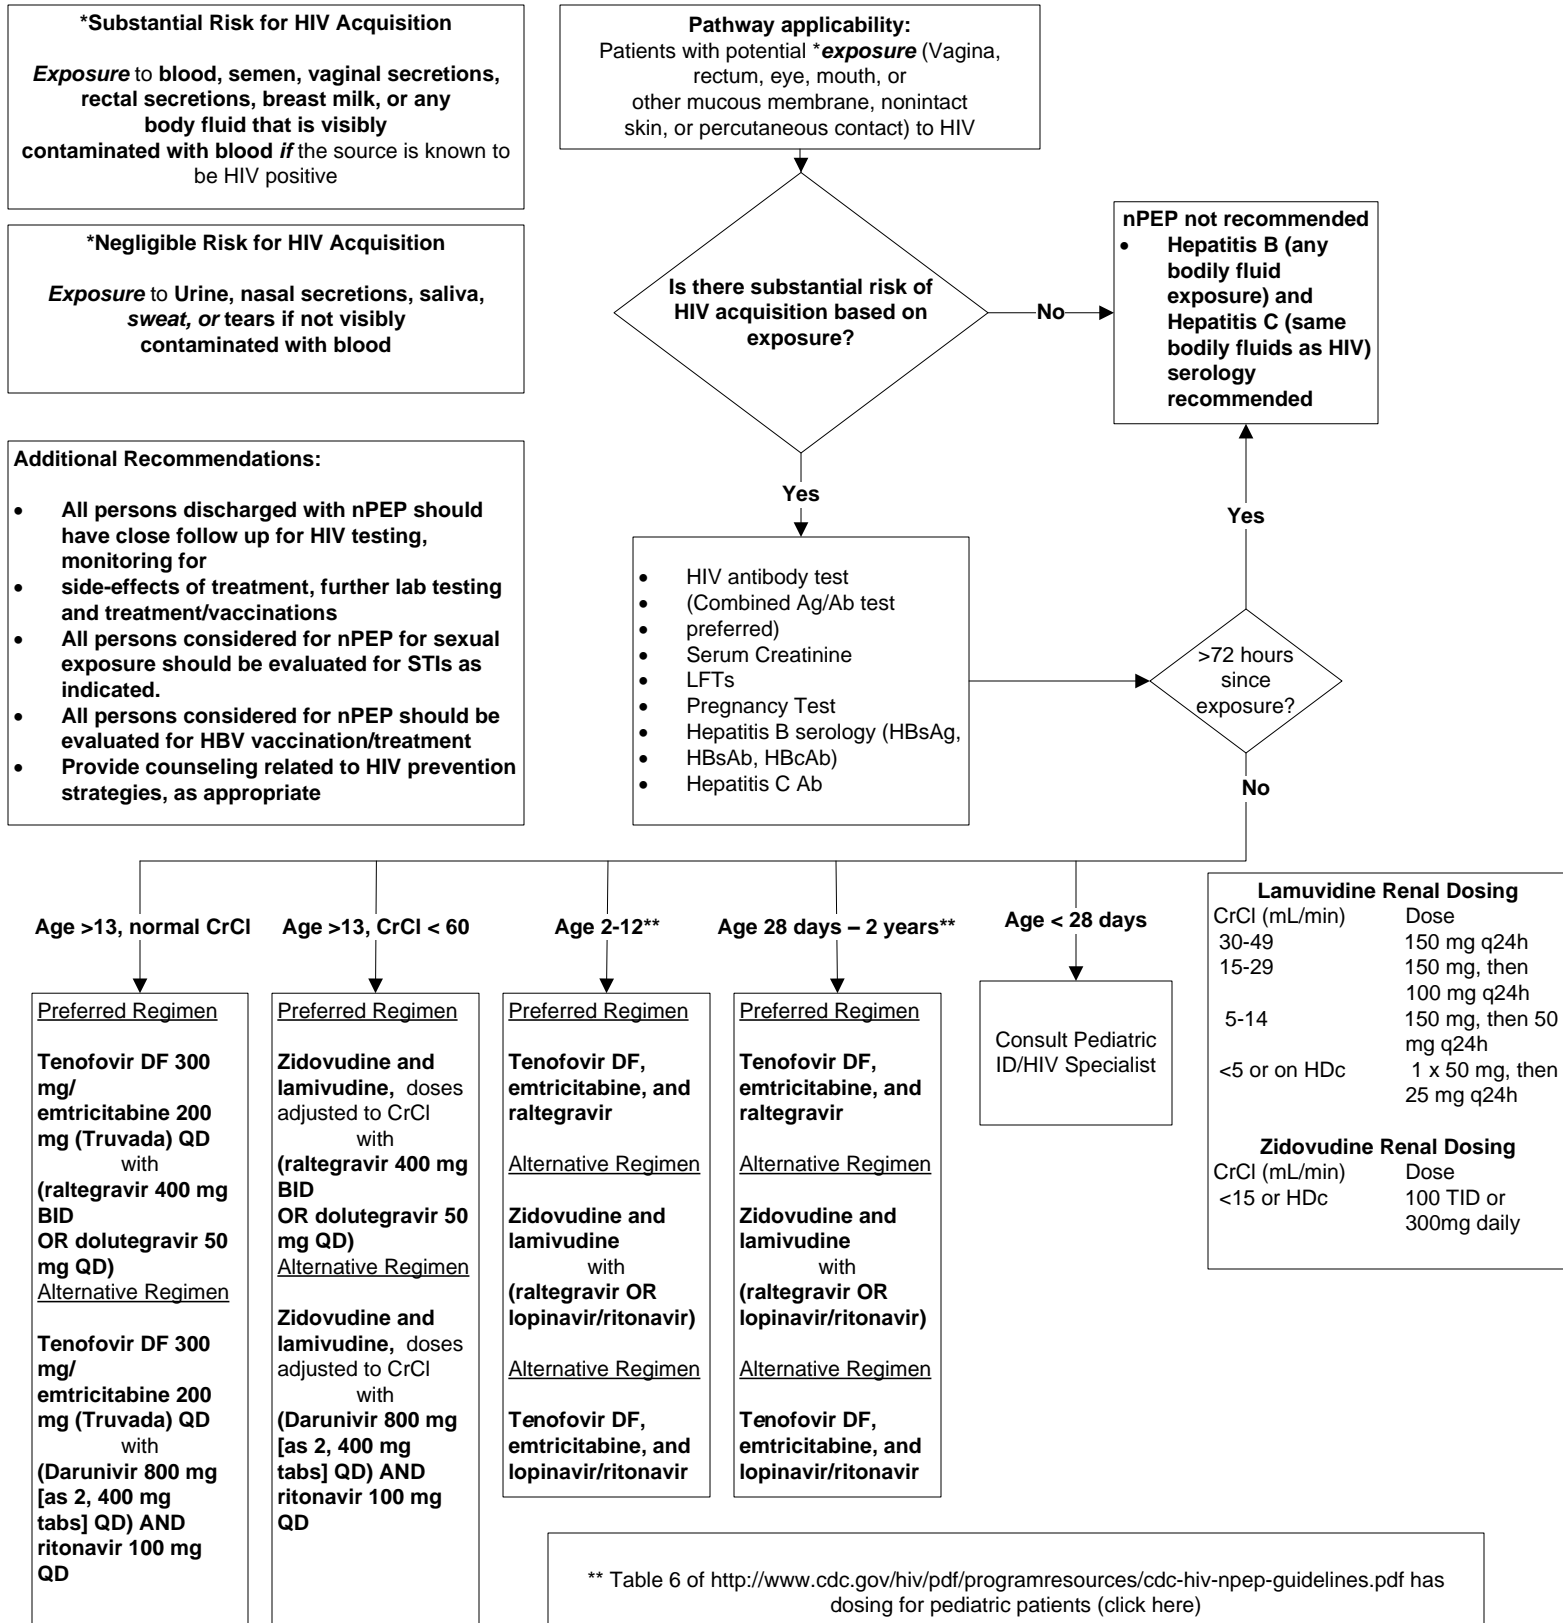 *Substantial Risk for HIV Acquisition
Exposure to blood, semen, vaginal secretions,
rectal secretions, breast milk, or any
body fluid that is visibly
contaminated with blood if the source is known to
be HIV positive
*Negligible Risk for HIV Acquisition
Exposure to Urine, nasal secretions, saliva,
sweat, or tears if not visibly
contaminated with blood
Additional Recommendations:
• All persons discharged with nPEP should
have close follow up for HIV testing,
monitoring for
• side-effects of treatment, further lab testing
and treatment/vaccinations
• All persons considered for nPEP for sexual
exposure should be evaluated for STIs as
indicated.
• All persons considered for nPEP should be
evaluated for HBV vaccination/treatment
• Provide counseling related to HIV prevention
strategies, as appropriate
Pathway applicability:
Patients with potential *exposure (Vagina,
rectum, eye, mouth, or
other mucous membrane, nonintact
skin, or percutaneous contact) to HIV
Is there substantial risk of
HIV acquisition based on
exposure?
No
nPEP not recommended
• Hepatitis B (any
bodily fluid
exposure) and
Hepatitis C (same
bodily fluids as HIV)
serology
recommended
Yes
• HIV antibody test
• (Combined Ag/Ab test
• preferred)
• Serum Creatinine
• LFTs
• Pregnancy Test
• Hepatitis B serology (HBsAg,
• HBsAb, HBcAb)
• Hepatitis C Ab
Yes
>72 hours
since
exposure?
No
Age >13, normal CrCl
Preferred Regimen
Tenofovir DF 300
mg/
emtricitabine 200
mg (Truvada) QD
with
(raltegravir 400 mg
BID
OR dolutegravir 50
mg QD)
Alternative Regimen
Tenofovir DF 300
mg/
emtricitabine 200
mg (Truvada) QD
with
(Darunivir 800 mg
[as 2, 400 mg
tabs] QD) AND
ritonavir 100 mg
QD
Age >13, CrCl < 60
Preferred Regimen
Zidovudine and
lamivudine, doses
adjusted to CrCl
with
(raltegravir 400 mg
BID
OR dolutegravir 50
mg QD)
Alternative Regimen
Zidovudine and
lamivudine, doses
adjusted to CrCl
with
(Darunivir 800 mg
[as 2, 400 mg
tabs] QD) AND
ritonavir 100 mg
QD
Age 2-12**
Preferred Regimen
Tenofovir DF,
emtricitabine, and
raltegravir
Alternative Regimen
Zidovudine and
lamivudine
with
(raltegravir OR
lopinavir/ritonavir)
Alternative Regimen
Tenofovir DF,
emtricitabine, and
lopinavir/ritonavir
Age 28 days – 2 years**
Preferred Regimen
Tenofovir DF,
emtricitabine, and
raltegravir
Alternative Regimen
Zidovudine and
lamivudine
with
(raltegravir OR
lopinavir/ritonavir)
Alternative Regimen
Tenofovir DF,
emtricitabine, and
lopinavir/ritonavir
Age < 28 days
Consult Pediatric
ID/HIV Specialist
Lamuvidine Renal Dosing
CrCl (mL/min) Dose
30-49 150 mg q24h
15-29 150 mg, then
100 mg q24h
5-14 150 mg, then 50
mg q24h
<5 or on HDc 1 x 50 mg, then
25 mg q24h
Zidovudine Renal Dosing
CrCl (mL/min) Dose
<15 or HDc 100 TID or
300mg daily
** Table 6 of http://www.cdc.gov/hiv/pdf/programresources/cdc-hiv-npep-guidelines.pdf has
dosing for pediatric patients (click here)